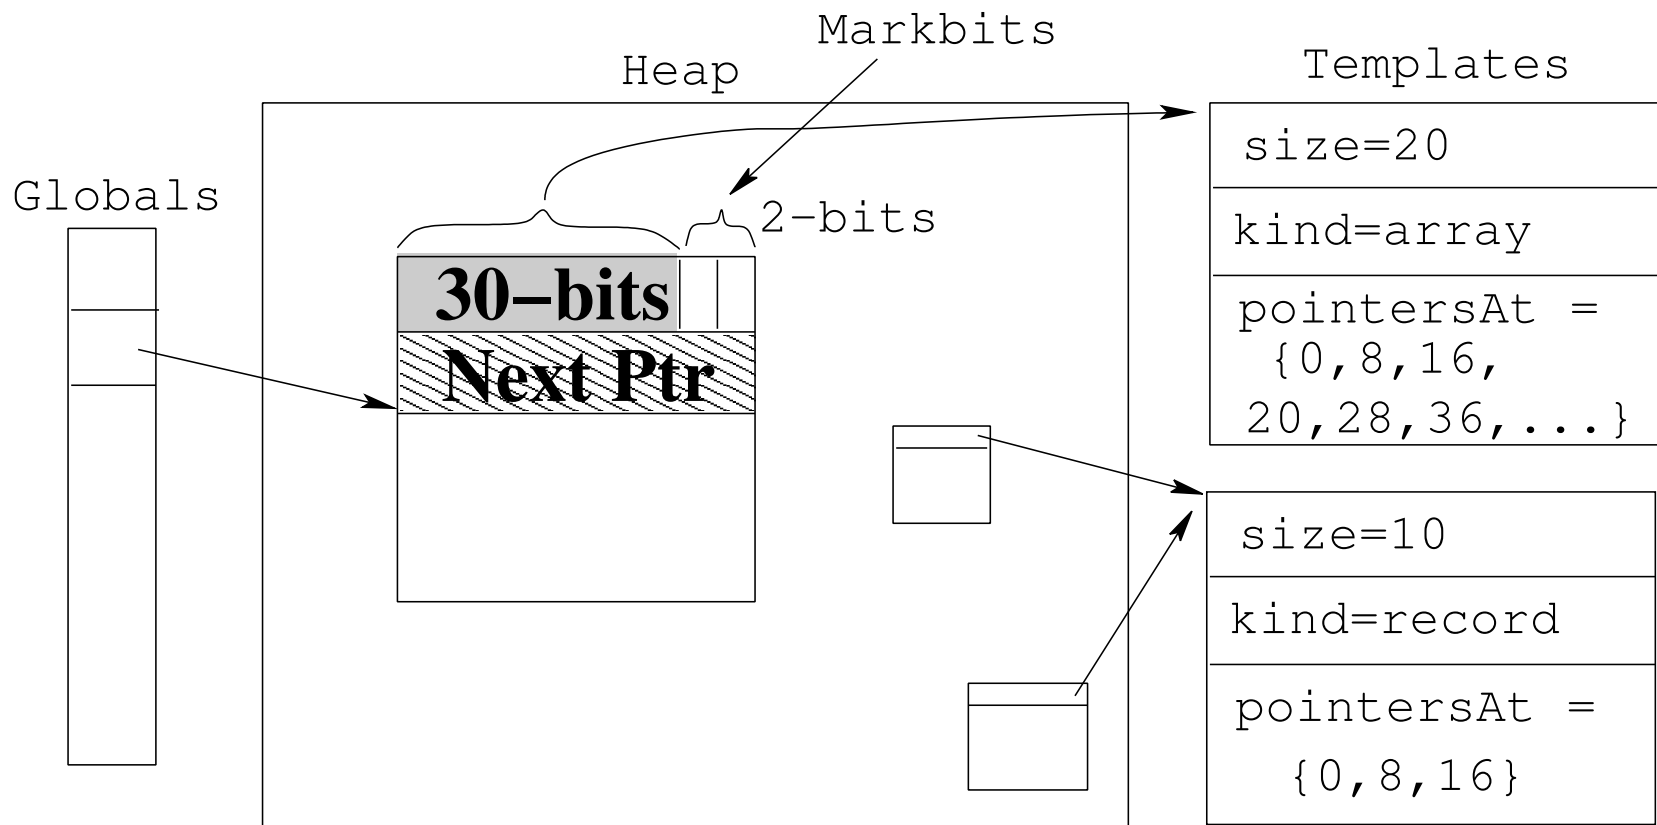 Markbits
Heap
Templates
Globals
2-bits
30-bits
Next Ptr
size=20
kind=array
pointersAt =
{0,8,16,
20,28,36,...}
size=10
kind=record
pointersAt =
{0,8,16}